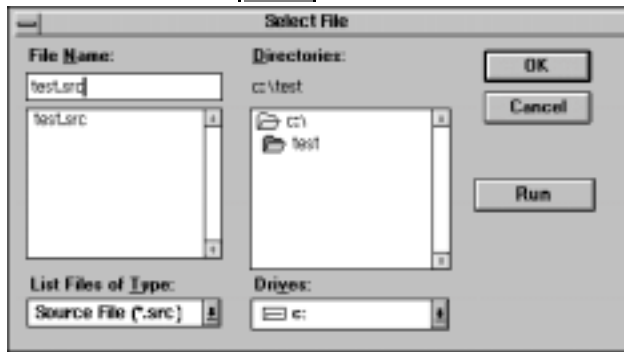 Select File
File Name:
test.src
test.src
List Files of Type:
Source File (*.src)
Directories:
c:\test
c:\
test
Drives:
c:
OK
Cancel
Run